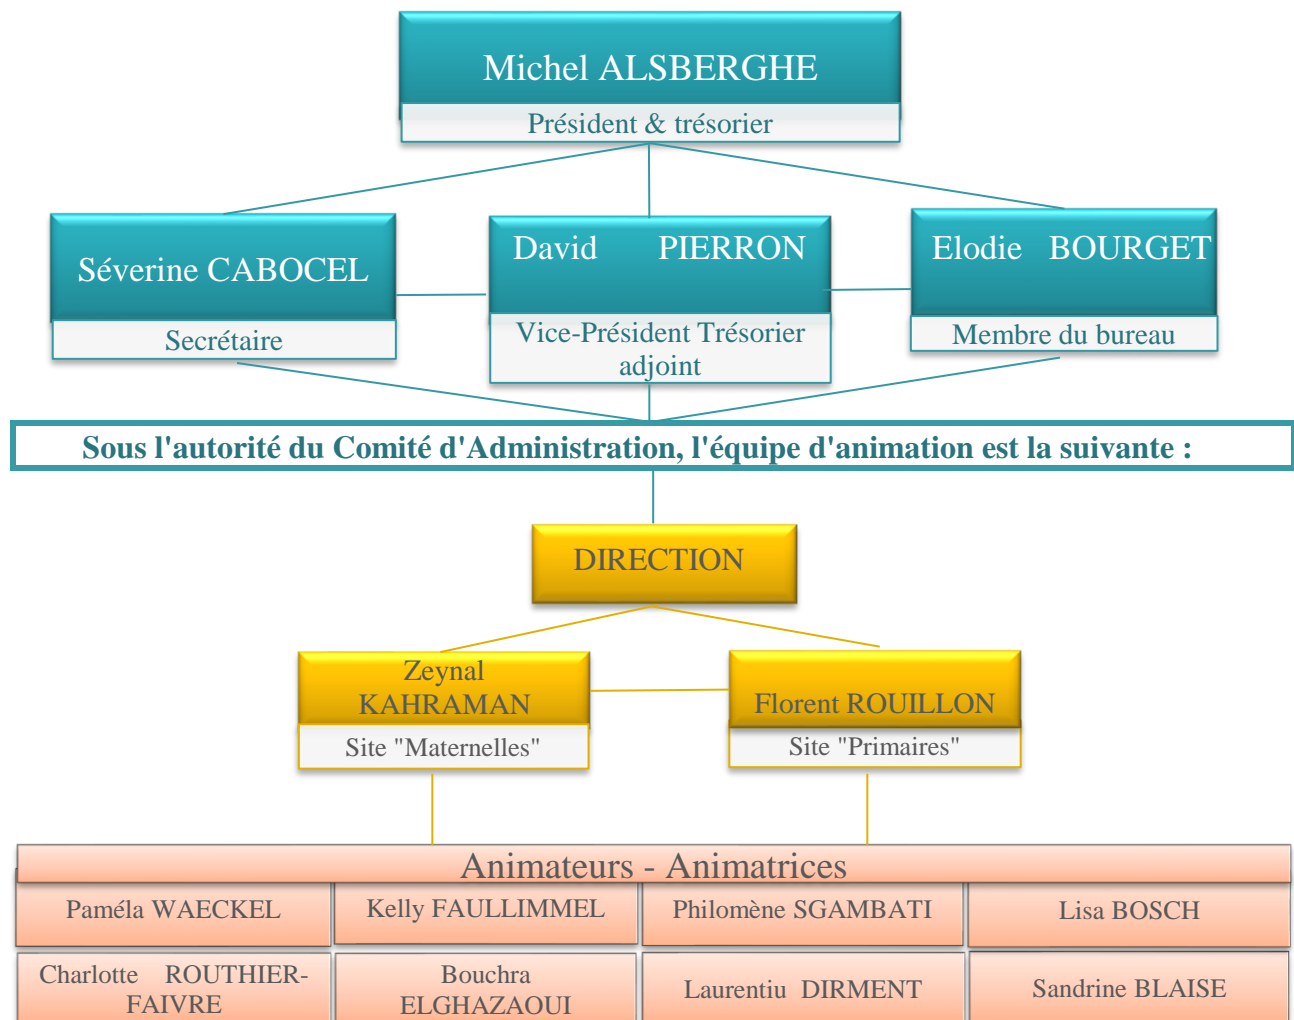 Michel ALSBERGHE
Président & trésorier
Séverine CABOCEL
Secrétaire
David PIERRON
Vice-Président Trésorier
adjoint
Elodie BOURGET
Membre du bureau
Sous l'autorité du Comité d'Administration, l'équipe d'animation est la suivante :
DIRECTION
Zeynal
KAHRAMAN
Site "Maternelles"
Florent ROUILLON
Site "Primaires"
Animateurs - Animatrices
Paméla WAECKEL
Kelly FAULLIMMEL
Philomène SGAMBATI
Lisa BOSCH
Charlotte ROUTHIER-
FAIVRE
Bouchra
ELGHAZAOUI
Laurentiu DIRMENT
Sandrine BLAISE